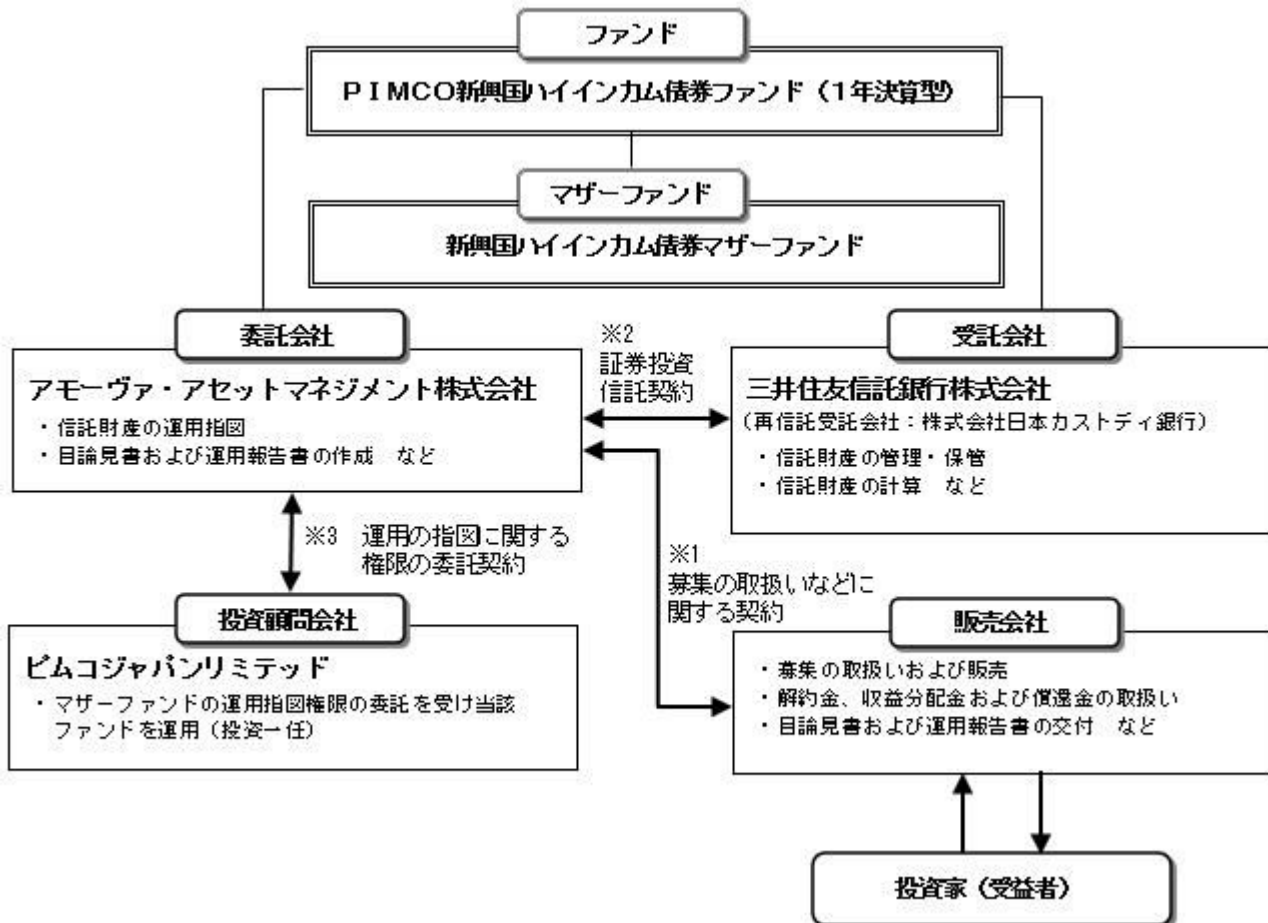 ファンド
PIMCO新興国ハイインカム債券ファンド（1年決算型）
マザーファンド
新興国ハイインカム債券マザーファンド
委託会社
アモーヴァ・アセットマネジメント株式会社
・信託財産の運用指図
・目論見書および運用報告書の作成　など
※2
証券投資
信託契約
受託会社
三井住友信託銀行株式会社
（再信託受託会社：株式会社日本カストディ銀行）
・信託財産の管理・保管
・信託財産の計算　など
※3　運用の指図に関する
権限の委託契約
※1
募集の取扱いなどに
関する契約
投資顧問会社
ピムコジャパンリミテッド
・マザーファンドの運用指図権限の委託を受け当該
ファンドを運用（投資一任）
販売会社
・募集の取扱いおよび販売
・解約金、収益分配金および償還金の取扱い
・目論見書および運用報告書の交付　など
投資家（受益者）